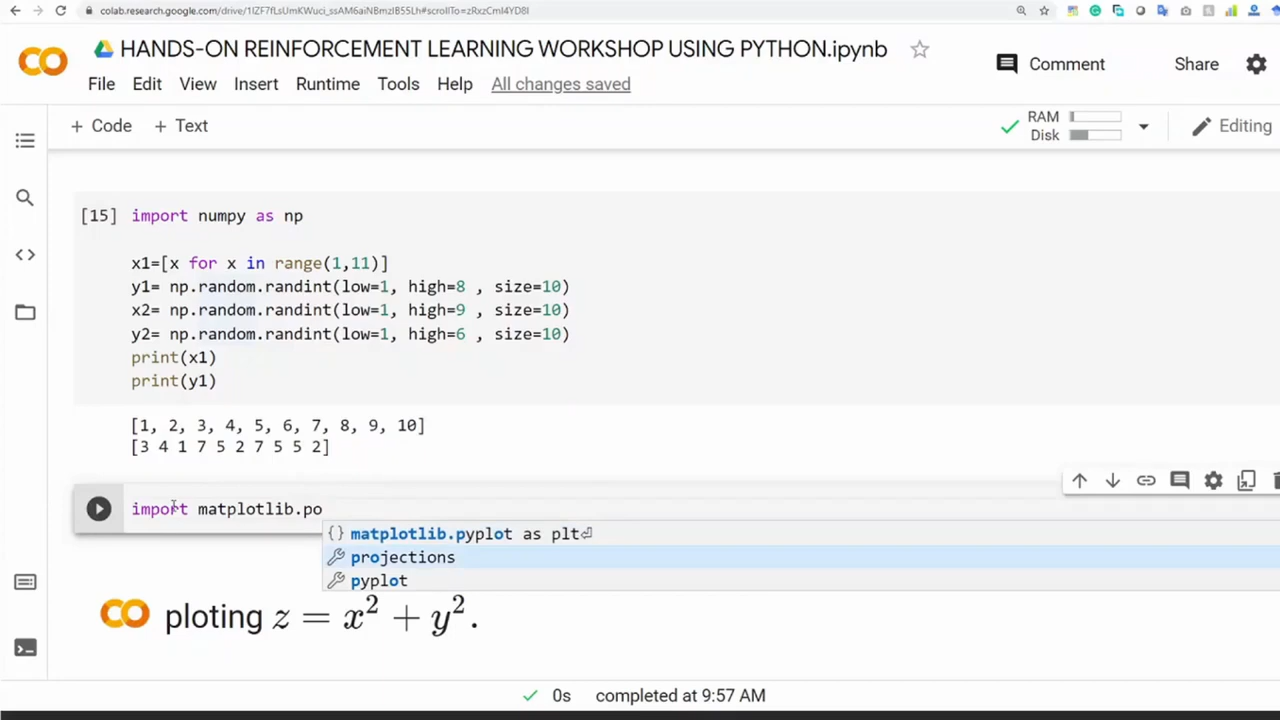 colab.research.google.com/drive/1lZF7fLsUmKWuci_ssAM6aiNBmzIB55Lh#scrollTo=zRxzCmI4YD8I
HANDS-ON REINFORCEMENT LEARNING WORKSHOP USING PYTHON.ipynb
Comment
Share
File Edit View Insert Runtime Tools Help All changes saved
+ Code + Text
RAM
Disk
Editing
[15] import numpy as np
x1=[x for x in range(1,11)]
y1= np.random.randint(low=1, high=8 , size=10)
x2= np.random.randint(low=1, high=9 , size=10)
y2= np.random.randint(low=1, high=6 , size=10)
print(x1)
print(y1)
[1, 2, 3, 4, 5, 6, 7, 8, 9, 10]
[3 4 1 7 5 2 7 5 5 2]
import matplotlib.po
{} matplotlib.pyplot as plt⏎
projections
pyplot
ploting z = x² + y².
0s completed at 9:57 AM